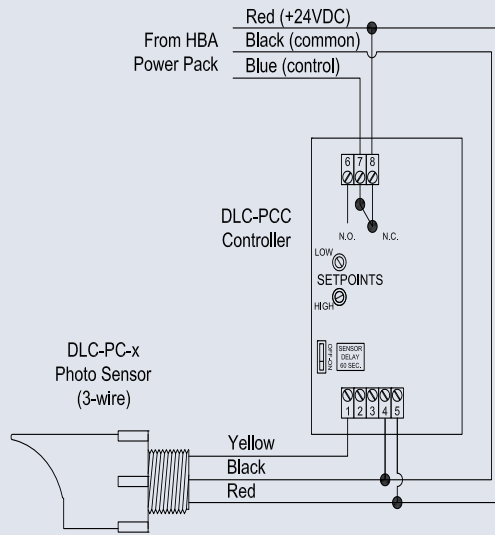 Red (+24VDC)
From HBA
Power Pack
Black (common)
Blue (control)
6 7 8
DLC-PCC
Controller
N.O. N.C.
LOW
SETPOINTS
HIGH
OFF-ON
SENSOR
DELAY
60 SEC.
DLC-PC-x
Photo Sensor
(3-wire)
1 2 3 4 5
Yellow
Black
Red